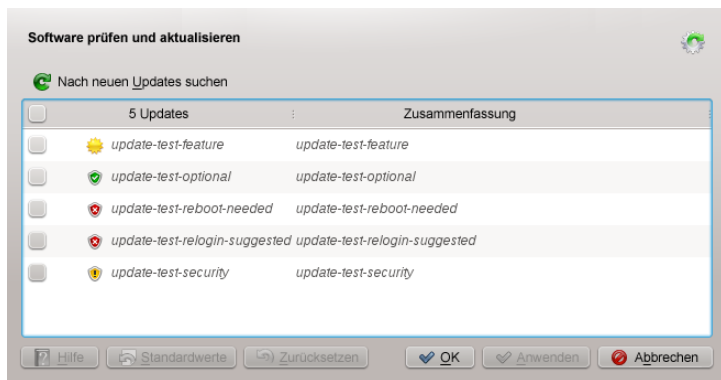 Software prüfen und aktualisieren
Nach neuen Updates suchen
5 Updates Zusammenfassung
update-test-feature update-test-feature
update-test-optional update-test-optional
update-test-reboot-needed update-test-reboot-needed
update-test-relogin-suggested update-test-relogin-suggested
update-test-security update-test-security
Hilfe Standardwerte Zurücksetzen OK Anwenden Abbrechen